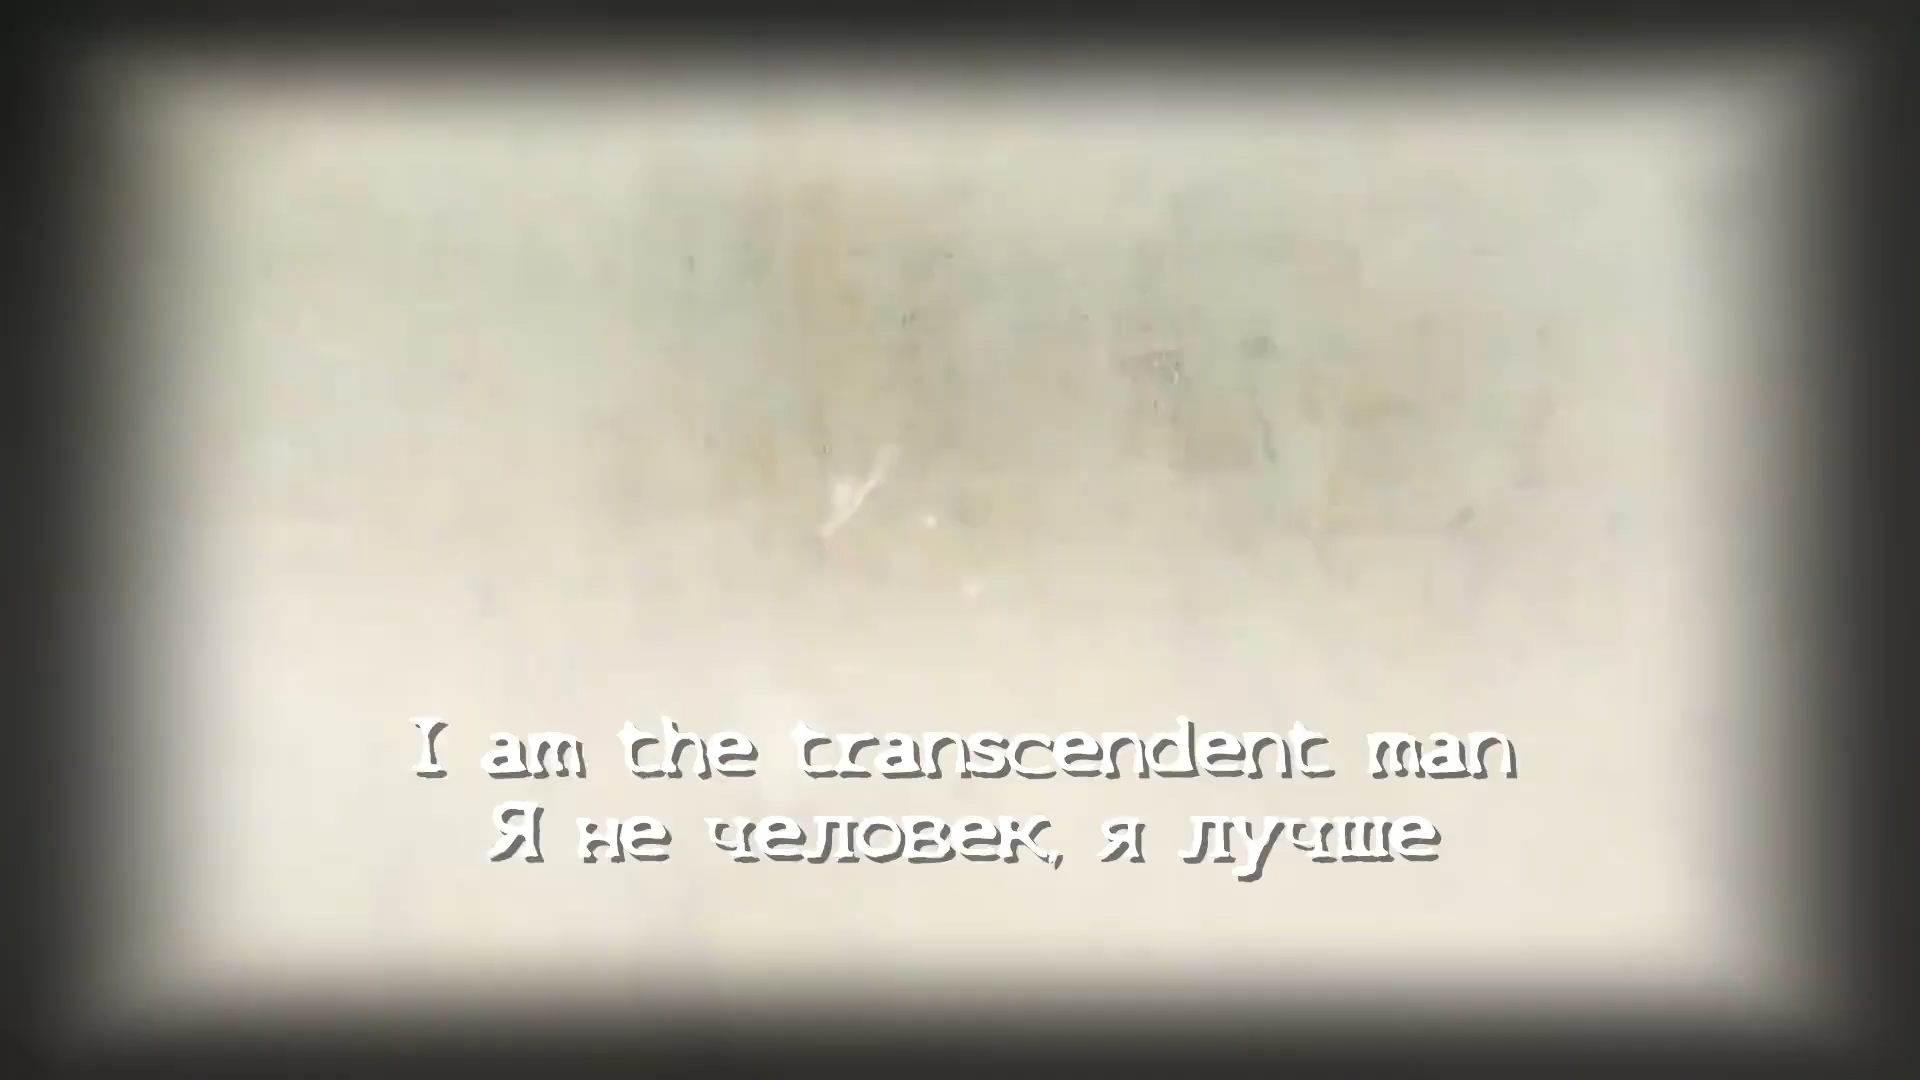 I am the transcendent man
Я не человек, я лучше